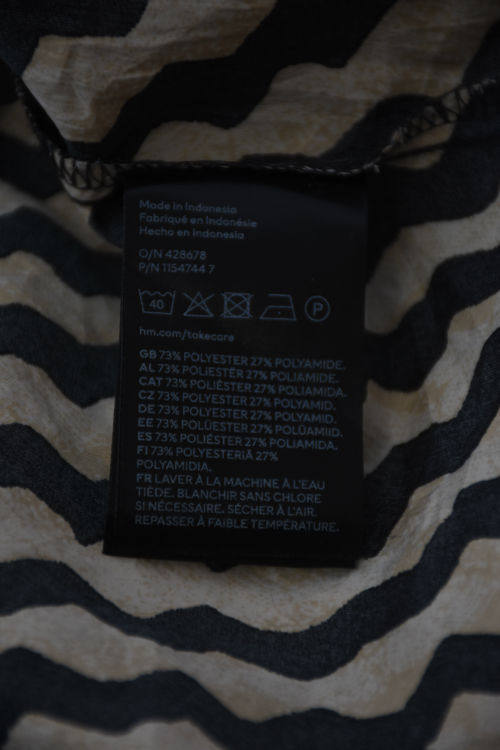 Made in Indonesia
Fabriqué en Indonésie
Hecho en Indonesia
O/N 428678
P/N 1154744 7
40 P
hm.com/takecare
GB 73% POLYESTER 27% POLYAMIDE.
AL 73% POLIESTËR 27% POLIAMIDE.
CAT 73% POLIÈSTER 27% POLIAMIDA.
CZ 73% POLYESTER 27% POLYAMID.
DE 73% POLYESTER 27% POLYAMID.
EE 73% POLÜESTER 27% POLÜAMIID.
ES 73% POLIÉSTER 27% POLIAMIDA.
FI 73% POLYESTERIÄ 27%
POLYAMIDIA.
FR LAVER À LA MACHINE À L'EAU
TIÈDE. BLANCHIR SANS CHLORE
SI NÉCESSAIRE. SÉCHER À L'AIR.
REPASSER À FAIBLE TEMPÉRATURE.